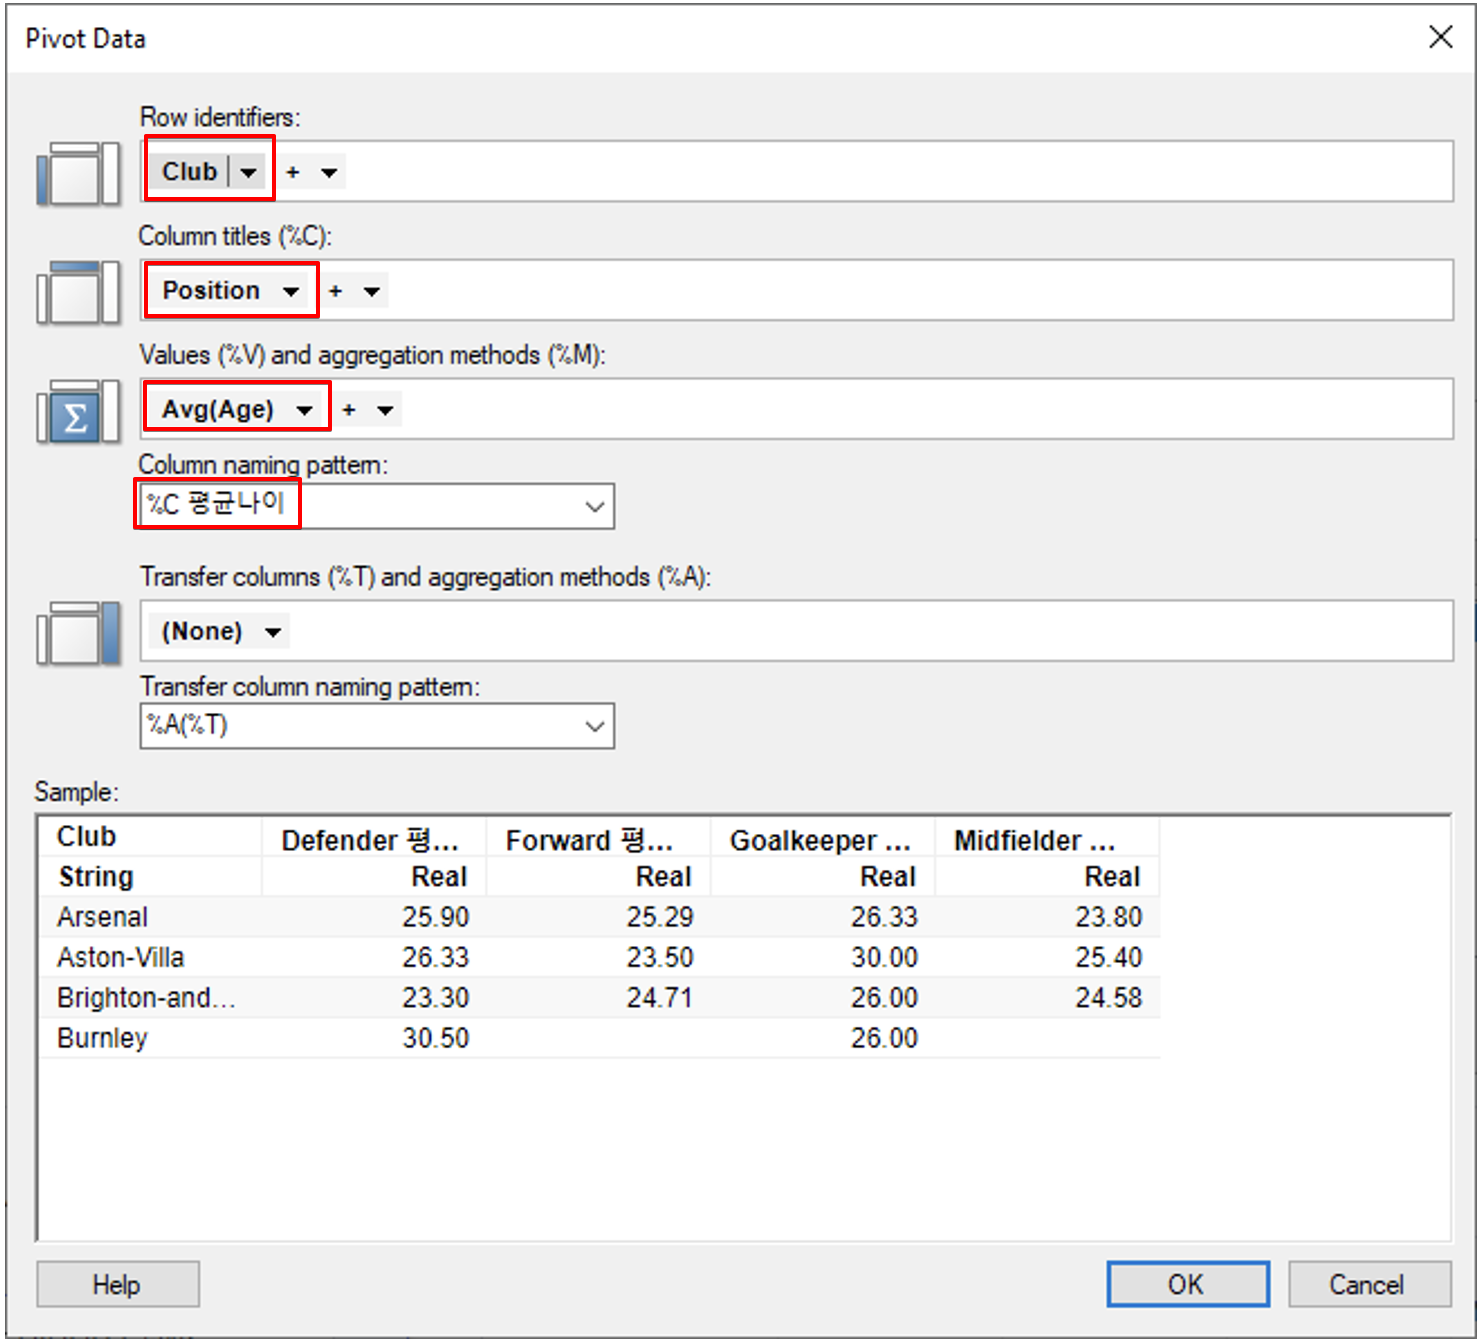 Pivot Data
Row identifiers:
Club +
Column titles (%C):
Position +
Values (%V) and aggregation methods (%M):
Σ Avg(Age) +
Column naming pattern:
%C 평균나이
Transfer columns (%T) and aggregation methods (%A):
(None)
Transfer column naming pattern:
%A(%T)
Sample:
Club Defender 평... Forward 평... Goalkeeper ... Midfielder ...
String Real Real Real Real
Arsenal 25.90 25.29 26.33 23.80
Aston-Villa 26.33 23.50 30.00 25.40
Brighton-and... 23.30 24.71 26.00 24.58
Burnley 30.50 26.00
Help OK Cancel